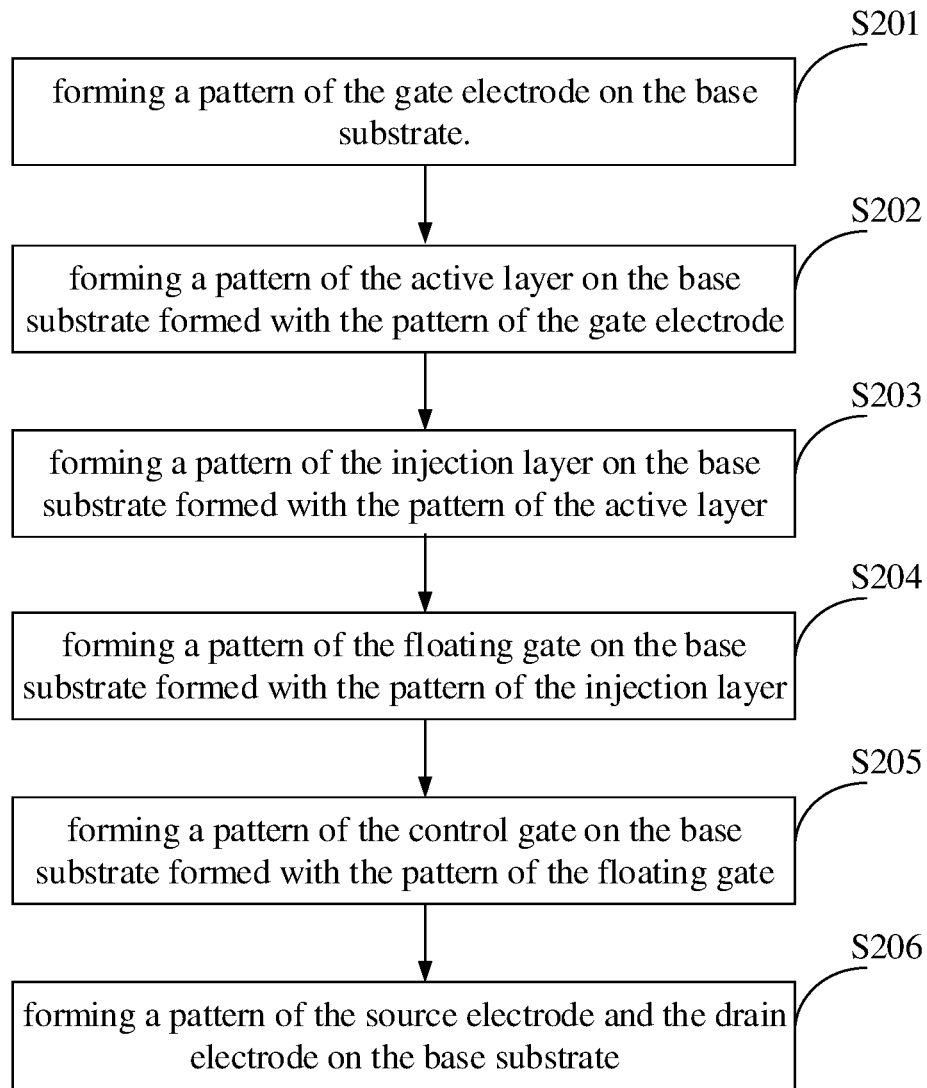 S201
forming a pattern of the gate electrode on the base
substrate.
S202
forming a pattern of the active layer on the base
substrate formed with the pattern of the gate electrode
S203
forming a pattern of the injection layer on the base
substrate formed with the pattern of the active layer
S204
forming a pattern of the floating gate on the base
substrate formed with the pattern of the injection layer
S205
forming a pattern of the control gate on the base
substrate formed with the pattern of the floating gate
S206
forming a pattern of the source electrode and the drain
electrode on the base substrate